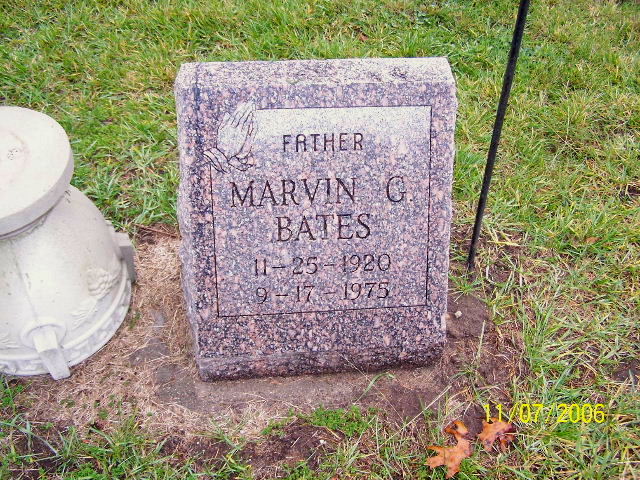 FATHER
MARVIN G.
BATES
11-25-1920
9-17-1975
11/07/2006